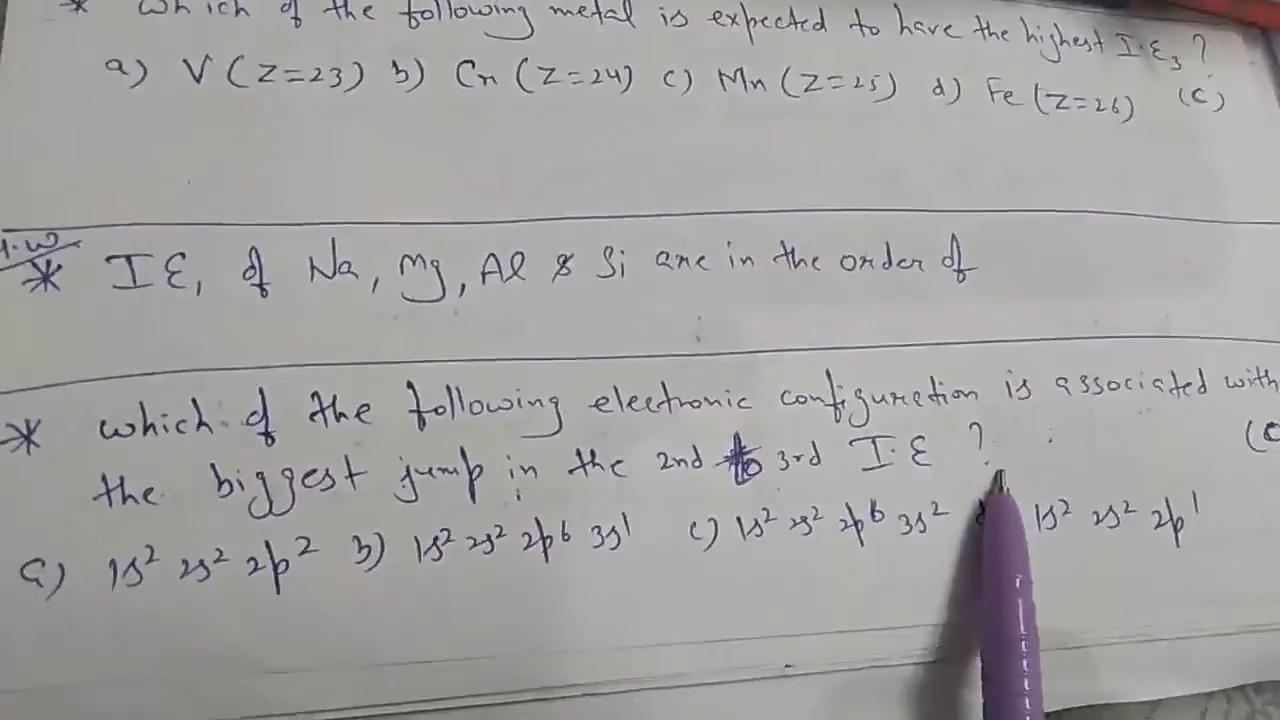 * Which of the following metal is expected to have the highest I.E₃?
a) V (Z=23) b) Cr (Z=24) c) Mn (Z=25) d) Fe (Z=26) (C)
H.W
* IE₁ of Na, Mg, Al & Si are in the order of
* which of the following electronic configuration is associated with
the biggest jump in the 2nd to 3rd I.E ? (C
a) 1s² 2s² 2p² b) 1s² 2s² 2p⁶ 3s¹ c) 1s² 2s² 2p⁶ 3s² 1s² 2s² 2p¹